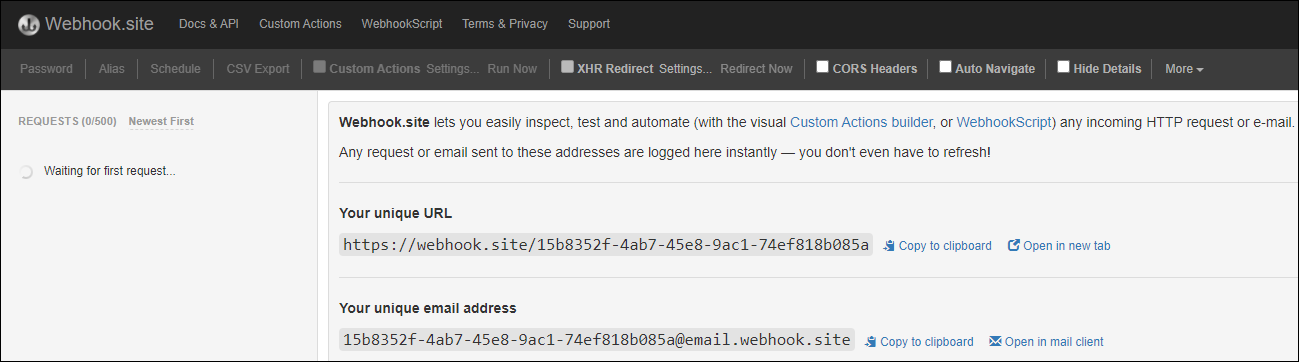 Webhook.site Docs & API Custom Actions WebhookScript Terms & Privacy Support
Password Alias Schedule CSV Export Custom Actions Settings... Run Now XHR Redirect Settings... Redirect Now CORS Headers Auto Navigate Hide Details More
REQUESTS (0/500) Newest First
Waiting for first request...
Webhook.site lets you easily inspect, test and automate (with the visual Custom Actions builder, or WebhookScript) any incoming HTTP request or e-mail.
Any request or email sent to these addresses are logged here instantly — you don't even have to refresh!
Your unique URL
https://webhook.site/15b8352f-4ab7-45e8-9ac1-74ef818b085a Copy to clipboard Open in new tab
Your unique email address
15b8352f-4ab7-45e8-9ac1-74ef818b085a@email.webhook.site Copy to clipboard Open in mail client